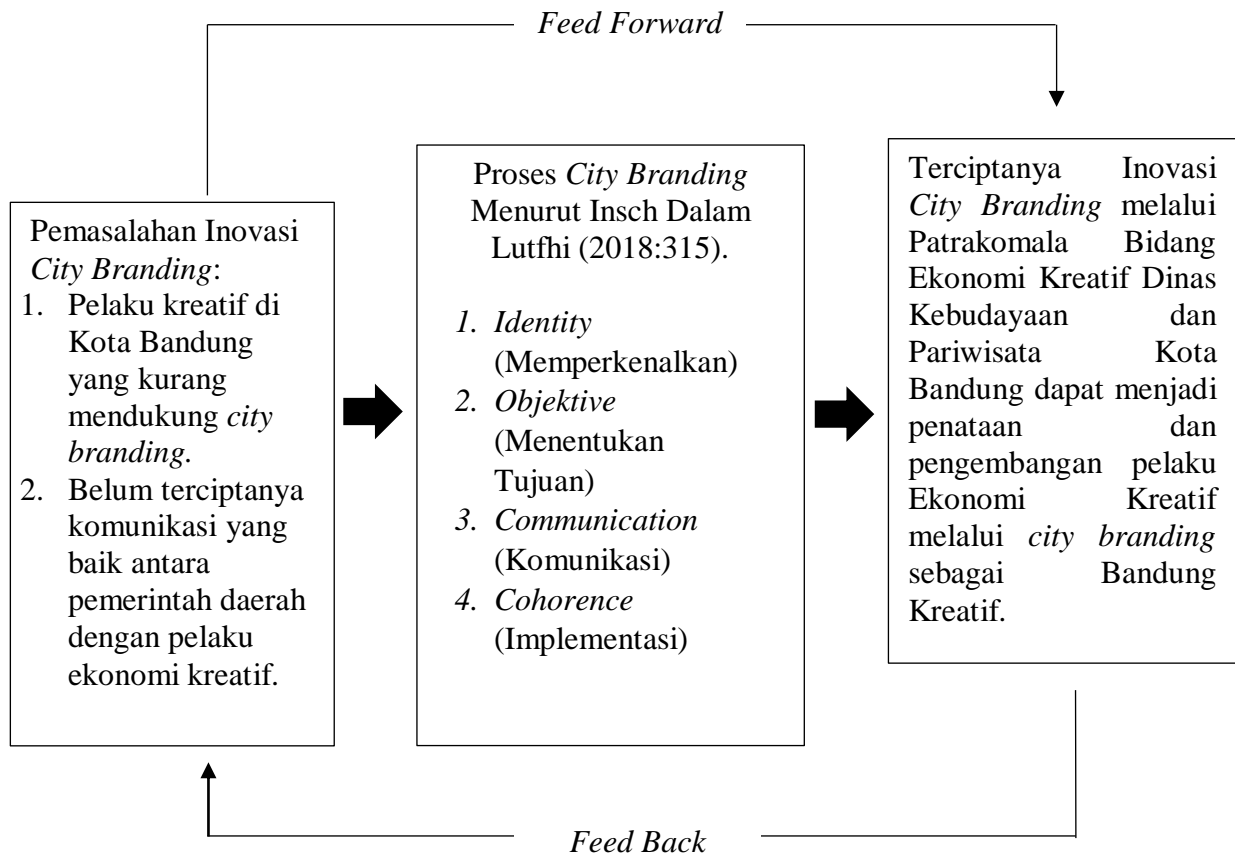 Feed Forward
Pemasalahan Inovasi
City Branding:
1. Pelaku kreatif di
Kota Bandung
yang kurang
mendukung city
branding.
2. Belum terciptanya
komunikasi yang
baik antara
pemerintah daerah
dengan pelaku
ekonomi kreatif.
Proses City Branding
Menurut Insch Dalam
Lutfhi (2018:315).
1. Identity
(Memperkenalkan)
2. Objektive
(Menentukan
Tujuan)
3. Communication
(Komunikasi)
4. Cohorence
(Implementasi)
Terciptanya Inovasi
City Branding melalui
Patrakomala Bidang
Ekonomi Kreatif Dinas
Kebudayaan dan
Pariwisata Kota
Bandung dapat menjadi
penataan dan
pengembangan pelaku
Ekonomi Kreatif
melalui city branding
sebagai Bandung
Kreatif.
Feed Back